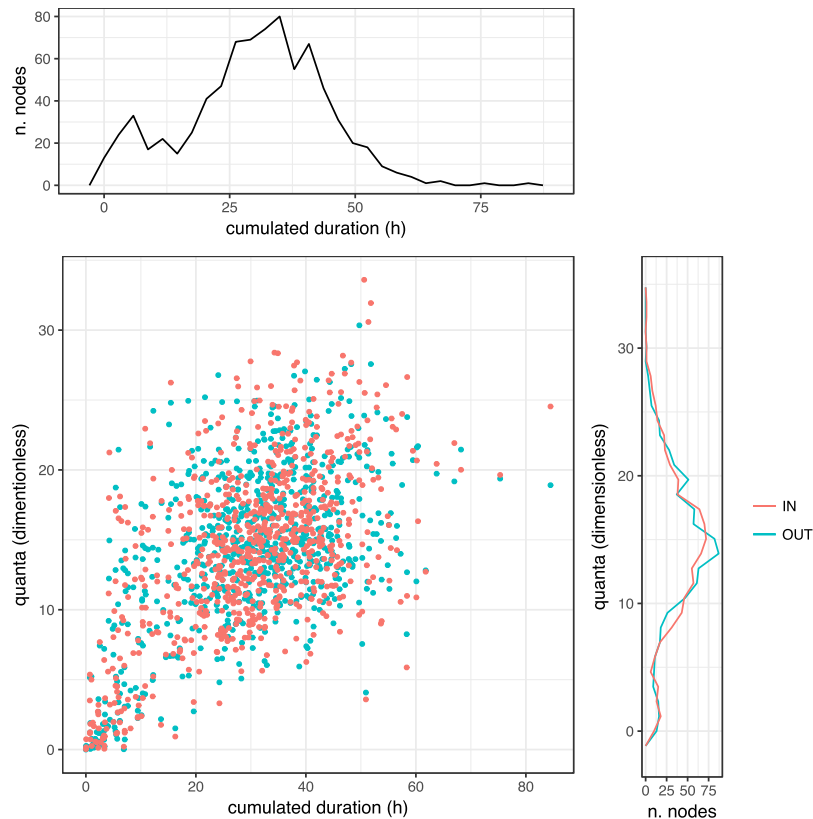 80
60
40
20
0
n. nodes
0 25 50 75
cumulated duration (h)
30
20
10
0
quanta (dimentionless)
0 20 40 60 80
cumulated duration (h)
30
20
10
0
quanta (dimensionless)
0 25 50 75
n. nodes
IN
OUT